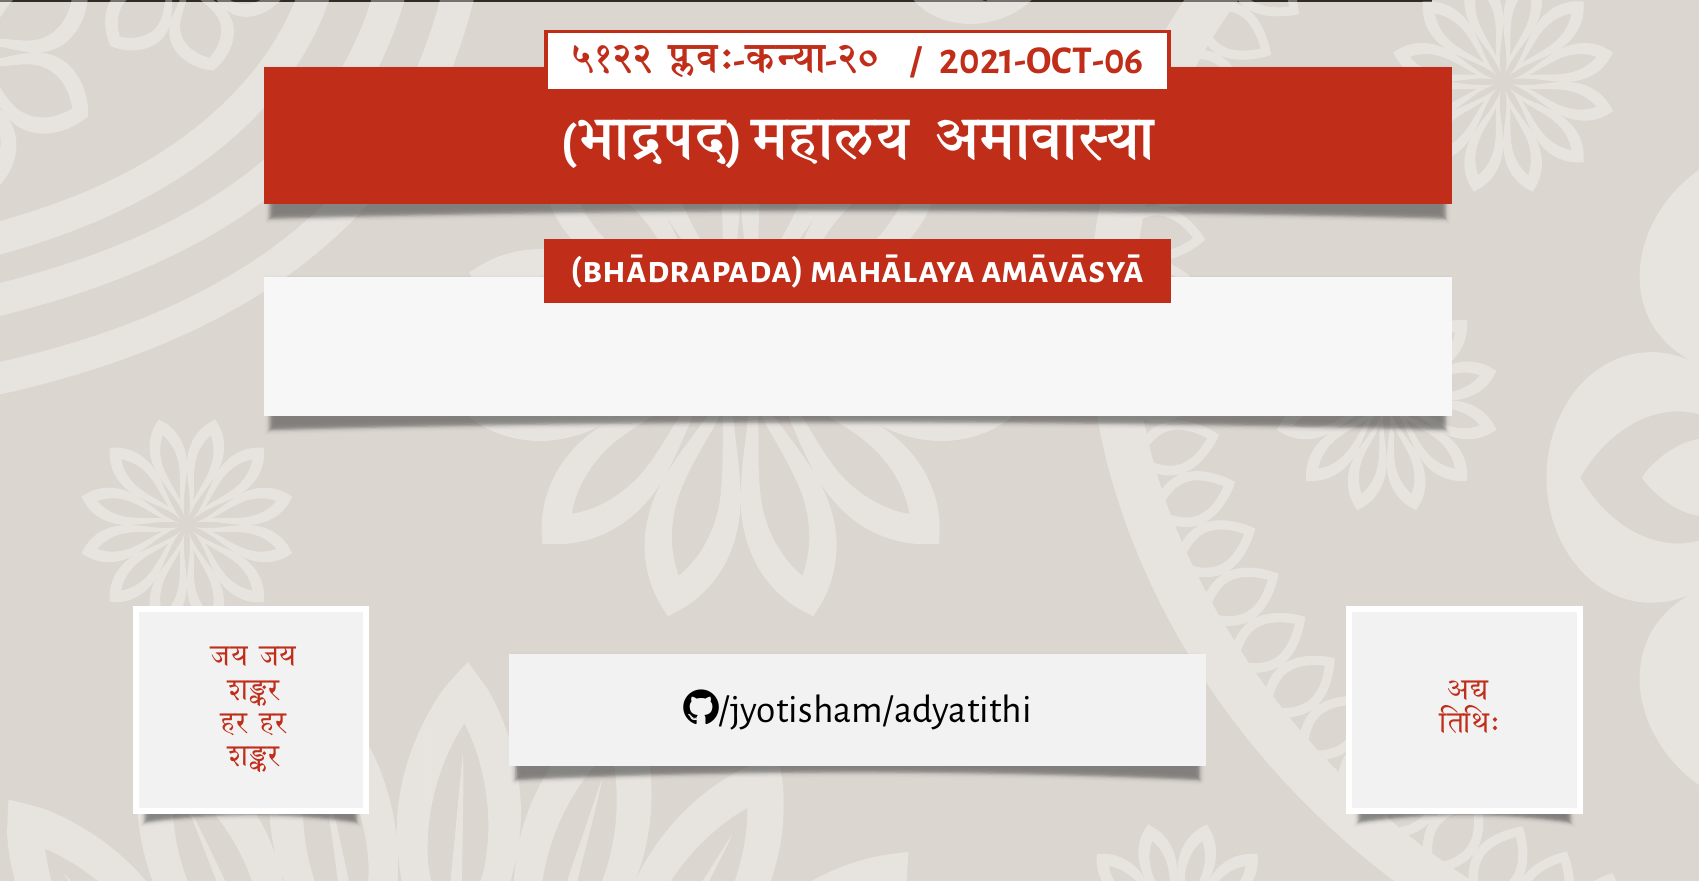 ५१२२ प्लवः-कन्या-२० / 2021-OCT-06
(भाद्रपद) महालय अमावास्या
(BHĀDRAPADA) MAHĀLAYA AMĀVĀSYĀ
जय जय
शङ्कर
हर हर
शङ्कर
/jyotisham/adyatithi
अद्य
तिथिः